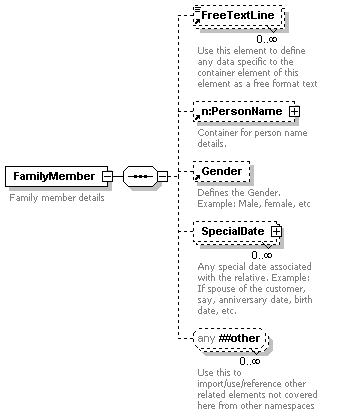 FreeTextLine
0..∞
Use this element to define
any data specific to the
container element of this
element as a free format text
n:PersonName
Container for person name
details.
FamilyMember
Family member details
Gender
Defines the Gender.
Example: Male, female, etc
SpecialDate
0..∞
Any special date associated
with the relative. Example:
If spouse of the customer,
say, anniversary date, birth
date, etc.
any ##other
0..∞
Use this to
import/use/reference other
related elements not covered
here from other namespaces